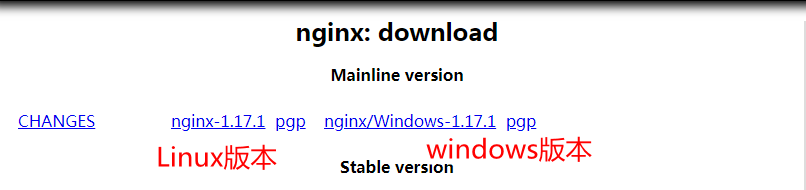 nginx: download
Mainline version
CHANGES nginx-1.17.1 pgp nginx/Windows-1.17.1 pgp
Linux版本 windows版本
Stable version